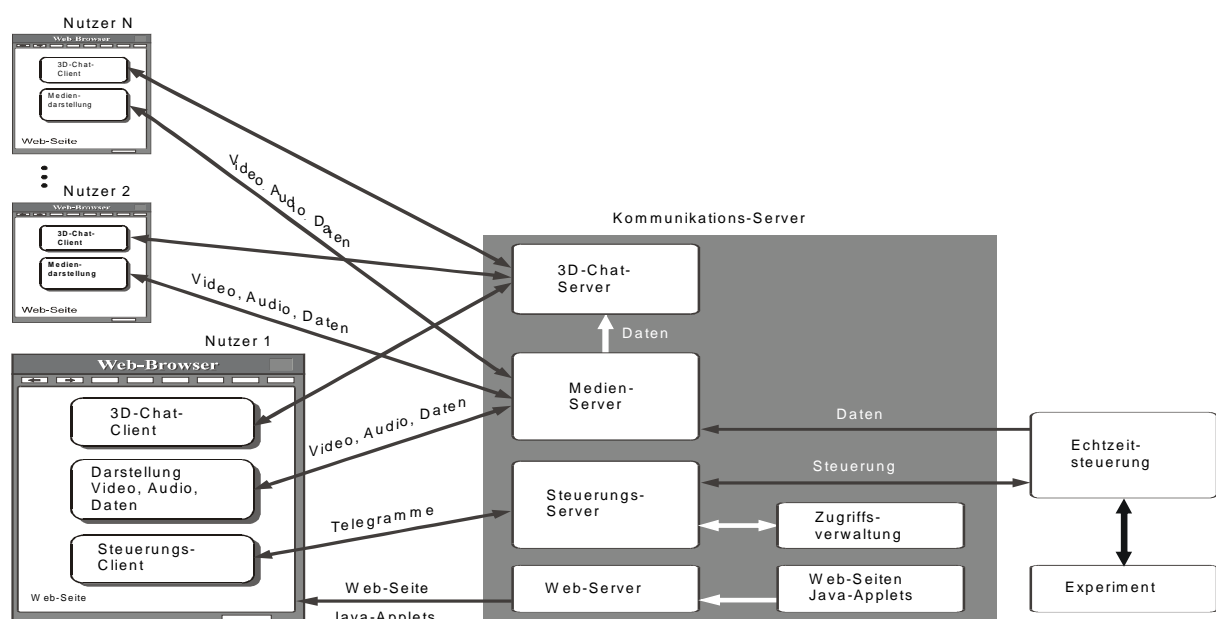 Nutzer N
Web-Browser
3D-Chat-
Client
Medien-
darstellung
Web-Seite
Nutzer 2
Web-Browser
3D-Chat-
Client
Medien-
darstellung
Web-Seite
Nutzer 1
Web-Browser
3D-Chat-
Client
Darstellung
Video, Audio,
Daten
Steuerungs-
Client
Web-Seite
Video, Audio, Daten
Video, Audio, Daten
Video, Audio, Daten
Telegramme
Web-Seite
Java-Applets
Kommunikations-Server
3D-Chat-
Server
Daten
Medien-
Server
Steuerungs-
Server
Web-Server
Daten
Steuerung
Zugriffs-
verwaltung
Web-Seiten
Java-Applets
Echtzeit-
steuerung
Experiment